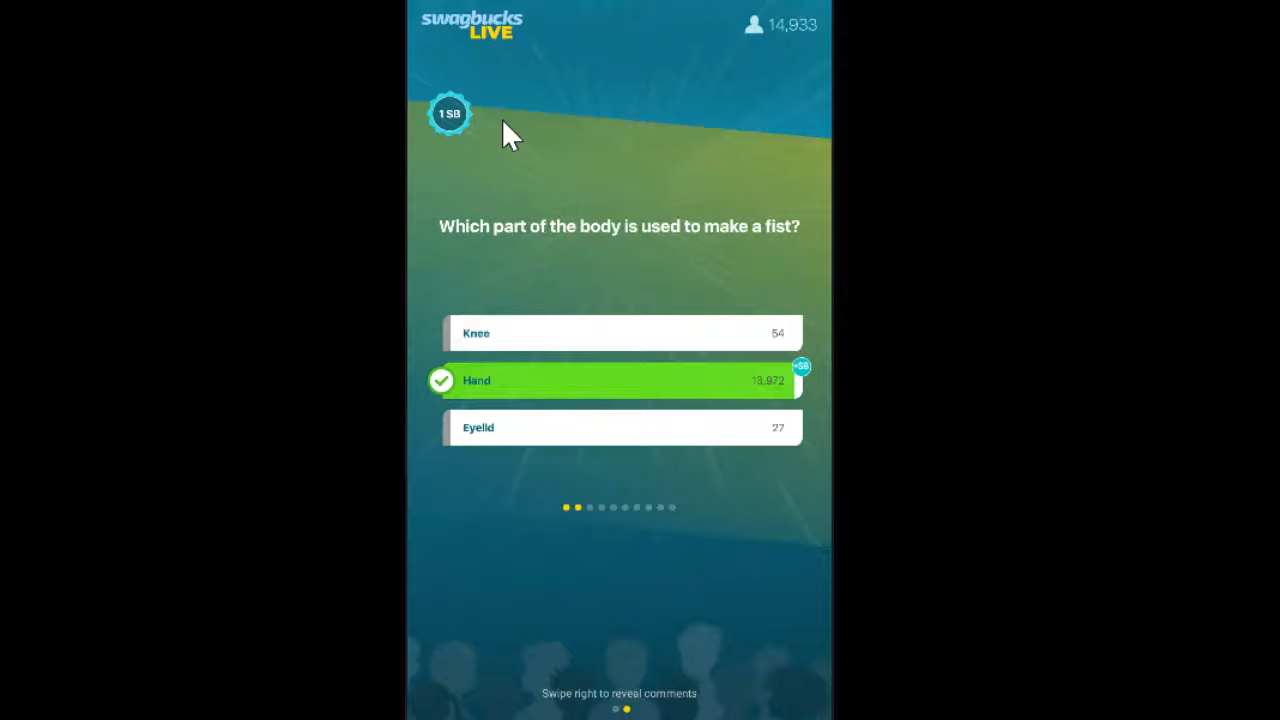 swagbucks
LIVE
14,933
1 SB
Which part of the body is used to make a fist?
Knee 54
+SB
Hand 13,972
Eyelid 27
Swipe right to reveal comments